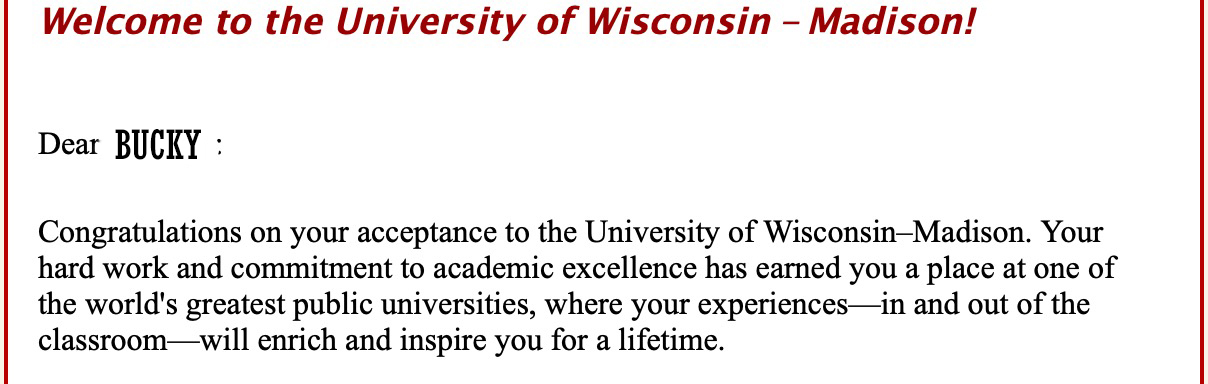 Welcome to the University of Wisconsin – Madison!
Dear BUCKY :
Congratulations on your acceptance to the University of Wisconsin–Madison. Your
hard work and commitment to academic excellence has earned you a place at one of
the world's greatest public universities, where your experiences—in and out of the
classroom—will enrich and inspire you for a lifetime.